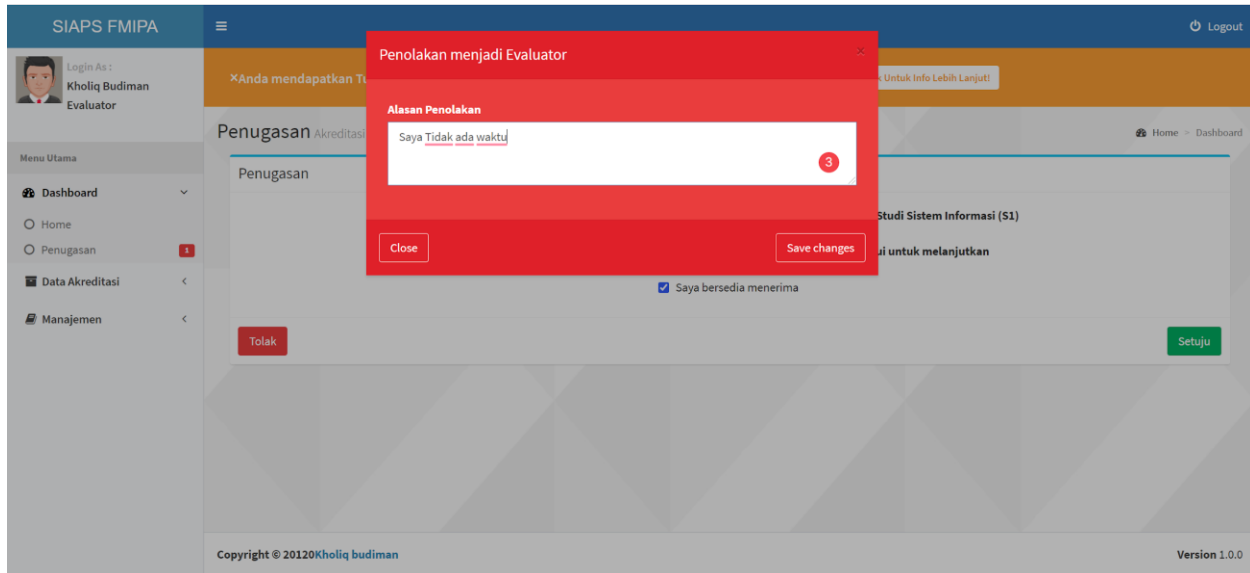 SIAPS FMIPA
Logout
Login As :
Kholiq Budiman
Evaluator
×Anda mendapatkan
Untuk Info Lebih Lanjut!
Penolakan menjadi Evaluator
×
Alasan Penolakan
Saya Tidak ada waktu
3
Close
Save changes
Penugasan Akreditasi
Home > Dashboard
Menu Utama
Dashboard
Home
Penugasan 1
Data Akreditasi
Manajemen
Penugasan
Studi Sistem Informasi (S1)
untuk melanjutkan
Saya bersedia menerima
Tolak
Setuju
Copyright © 20120Kholiq budiman
Version 1.0.0